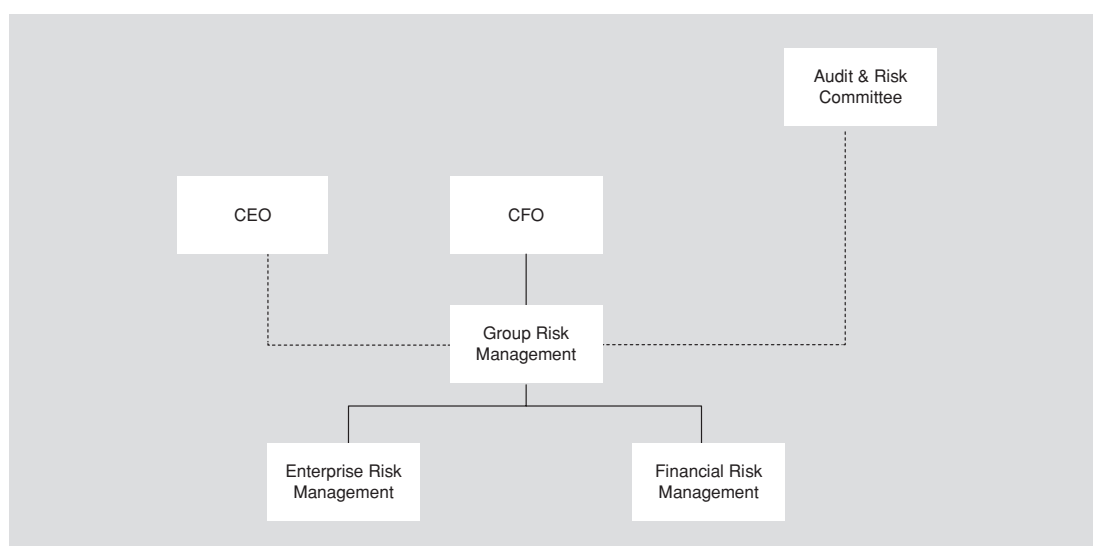 Audit & Risk
Committee
CEO
CFO
Group Risk
Management
Enterprise Risk
Management
Financial Risk
Management